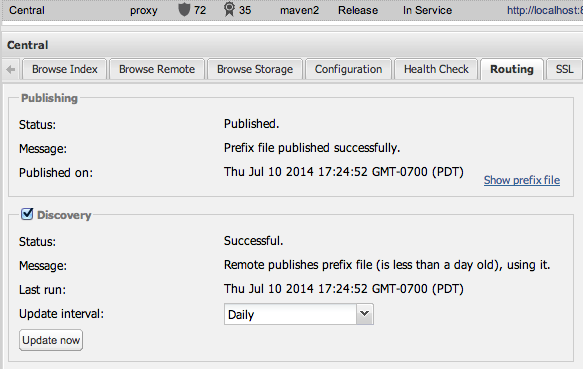 Central proxy 72 35 maven2 Release In Service http://localhost:8
Central
Browse Index Browse Remote Browse Storage Configuration Health Check Routing SSL
Publishing
Status: Published.
Message: Prefix file published successfully.
Published on: Thu Jul 10 2014 17:24:52 GMT-0700 (PDT)
Show prefix file
Discovery
Status: Successful.
Message: Remote publishes prefix file (is less than a day old), using it.
Last run: Thu Jul 10 2014 17:24:52 GMT-0700 (PDT)
Update interval: Daily
Update now